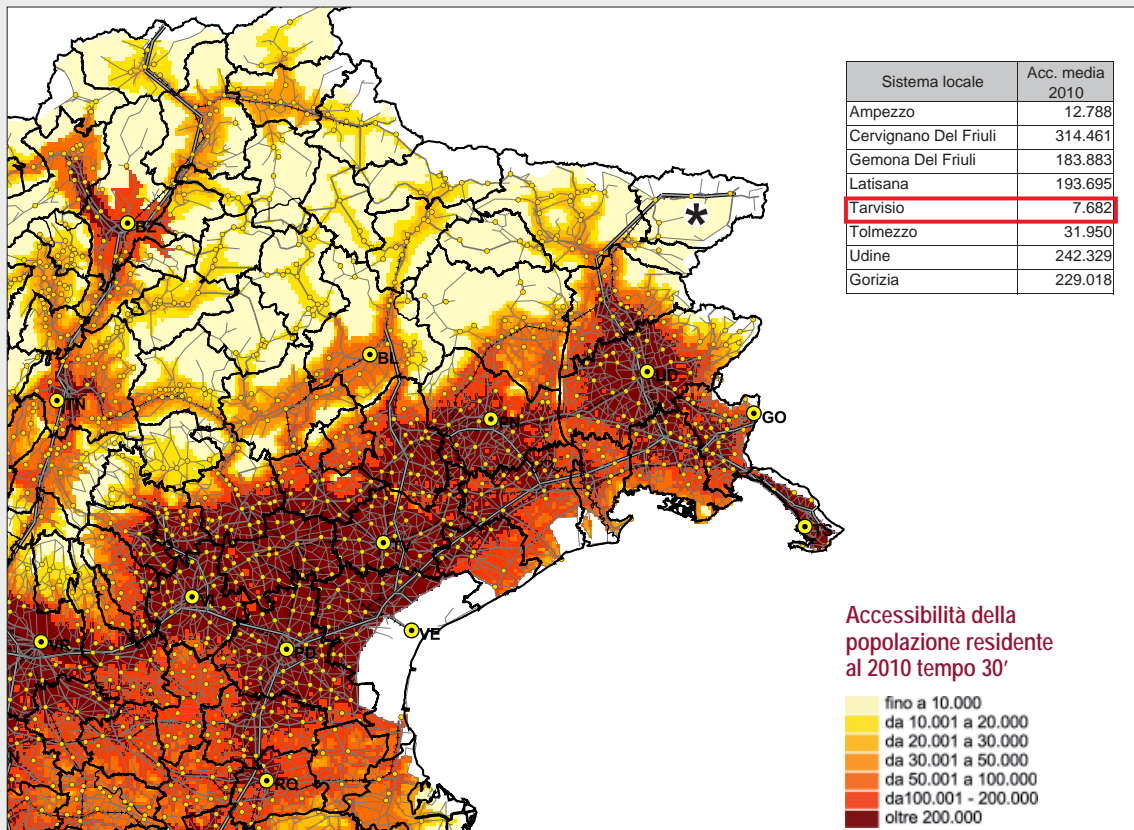 Sistema locale Acc. media 2010
Ampezzo 12.788
Cervignano Del Friuli 314.461
Gemona Del Friuli 183.883
Latisana 193.695
Tarvisio 7.682
Tolmezzo 31.950
Udine 242.329
Gorizia 229.018
*
BZ
BL
UD
TN
PN
GO
TS
VI
VE
VR
PD
RO
Accessibilità della
popolazione residente
al 2010 tempo 30'
fino a 10.000
da 10.001 a 20.000
da 20.001 a 30.000
da 30.001 a 50.000
da 50.001 a 100.000
da100.001 - 200.000
oltre 200.000